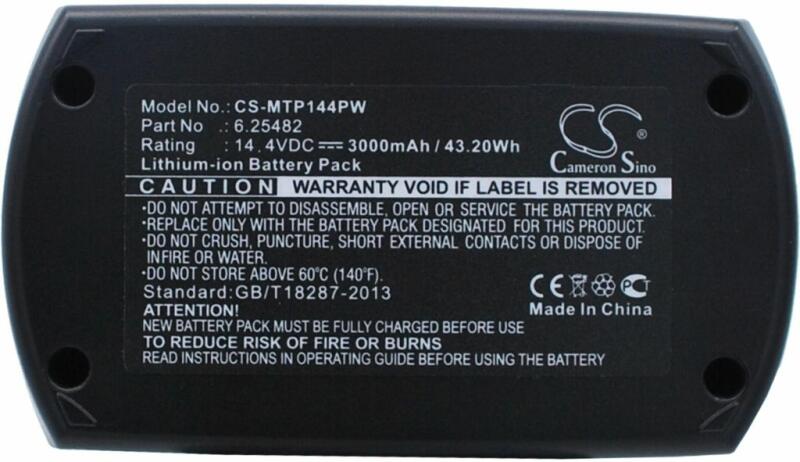 Model No.: CS-MTP144PW
Part No : 6.25482
Rating : 14.4VDC ⎓ 3000mAh / 43.20Wh
Lithium-ion Battery Pack
CS
Cameron Sino
CAUTION WARRANTY VOID IF LABEL IS REMOVED
•DO NOT ATTEMPT TO DISASSEMBLE, OPEN OR SERVICE THE BATTERY PACK.
•REPLACE ONLY WITH THE BATTERY PACK DESIGNATED FOR THIS PRODUCT.
•DO NOT CRUSH, PUNCTURE, SHORT EXTERNAL CONTACTS OR DISPOSE OF
INFIRE OR WATER.
•DO NOT STORE ABOVE 60℃ (140℉).
Standard:GB/T18287-2013
CE
Made In China
ATTENTION!
NEW BATTERY PACK MUST BE FULLY CHARGED BEFORE USE
TO REDUCE RISK OF FIRE OR BURNS
READ INSTRUCTIONS IN OPERATING GUIDE BEFORE USING THE BATTERY